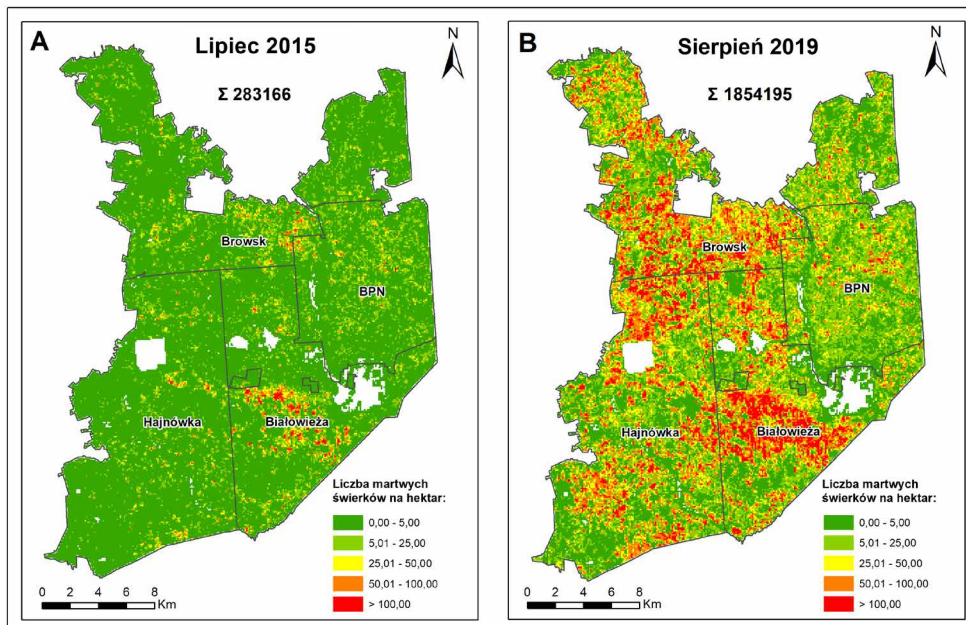 A
Lipiec 2015
N
Σ 283166
Browsk
BPN
Hajnówka
Białowieża
Liczba martwych
świerków na hektar:
0,00 - 5,00
5,01 - 25,00
25,01 - 50,00
50,01 - 100,00
> 100,00
0 2 4 6 8
Km
B
Sierpień 2019
N
Σ 1854195
Browsk
BPN
Hajnówka
Białowieża
Liczba martwych
świerków na hektar:
0,00 - 5,00
5,01 - 25,00
25,01 - 50,00
50,01 - 100,00
> 100,00
0 2 4 6 8
Km